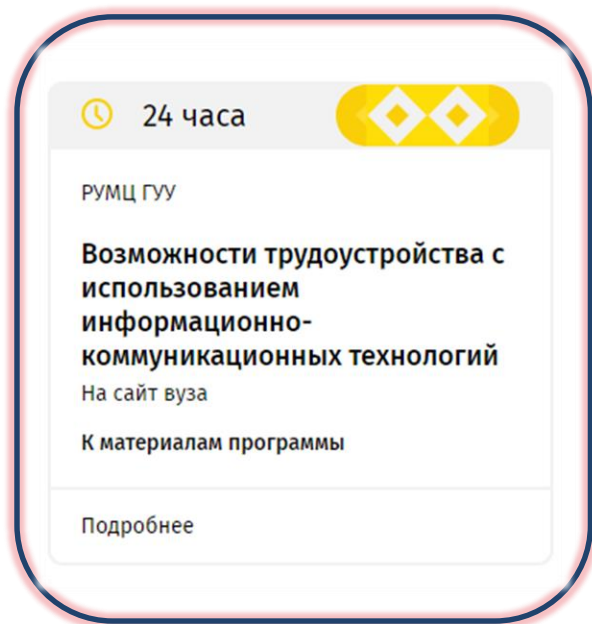 24 часа
РУМЦ ГУУ
Возможности трудоустройства с
использованием
информационно-
коммуникационных технологий
На сайт вуза
К материалам программы
Подробнее